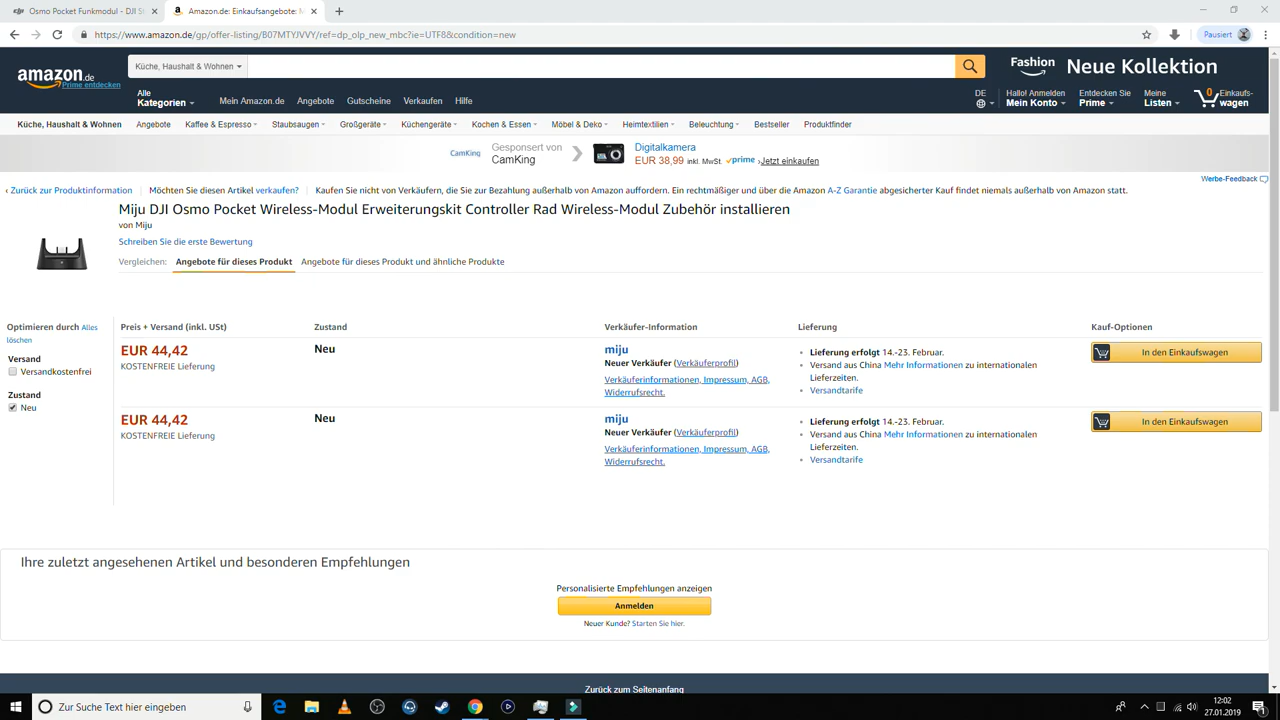 Osmo Pocket Funkmodul - DJI St
Amazon.de: Einkaufsangebote: M
https://www.amazon.de/gp/offer-listing/B07MTYJVVY/ref=dp_olp_new_mbc?ie=UTF8&condition=new
Pausiert
amazon.de
Prime entdecken
Küche, Haushalt & Wohnen
Fashion
Neue Kollektion
Alle
Kategorien
Mein Amazon.de
Angebote
Gutscheine
Verkaufen
Hilfe
DE
Hallo! Anmelden
Mein Konto
Entdecken Sie
Prime
Meine
Listen
0
Einkaufs-
wagen
Küche, Haushalt & Wohnen
Angebote
Kaffee & Espresso
Staubsaugen
Großgeräte
Küchengeräte
Kochen & Essen
Möbel & Deko
Heimtextilien
Beleuchtung
Bestseller
Produktfinder
CamKing
Gesponsert von
CamKing
Digitalkamera
EUR 38,99 inkl. MwSt. prime ›Jetzt einkaufen
Werbe-Feedback
‹ Zurück zur Produktinformation
Möchten Sie diesen Artikel verkaufen?
Kaufen Sie nicht von Verkäufern, die Sie zur Bezahlung außerhalb von Amazon auffordern. Ein rechtmäßiger und über die Amazon A-Z Garantie abgesicherter Kauf findet niemals außerhalb von Amazon statt.
Miju DJI Osmo Pocket Wireless-Modul Erweiterungskit Controller Rad Wireless-Modul Zubehör installieren
von Miju
Schreiben Sie die erste Bewertung
Vergleichen: Angebote für dieses Produkt Angebote für dieses Produkt und ähnliche Produkte
Optimieren durch Alles
löschen
Versand
Versandkostenfrei
Zustand
Neu
Preis + Versand (inkl. USt)
Zustand
Verkäufer-Information
Lieferung
Kauf-Optionen
EUR 44,42
KOSTENFREIE Lieferung
Neu
miju
Neuer Verkäufer (Verkäuferprofil)
Verkäuferinformationen, Impressum, AGB,
Widerrufsrecht.
Lieferung erfolgt 14.-23. Februar.
Versand aus China Mehr Informationen zu internationalen
Lieferzeiten.
Versandtarife
In den Einkaufswagen
EUR 44,42
KOSTENFREIE Lieferung
Neu
miju
Neuer Verkäufer (Verkäuferprofil)
Verkäuferinformationen, Impressum, AGB,
Widerrufsrecht.
Lieferung erfolgt 14.-23. Februar.
Versand aus China Mehr Informationen zu internationalen
Lieferzeiten.
Versandtarife
In den Einkaufswagen
Ihre zuletzt angesehenen Artikel und besonderen Empfehlungen
Personalisierte Empfehlungen anzeigen
Anmelden
Neuer Kunde? Starten Sie hier.
Zurück zum Seitenanfang
Zur Suche Text hier eingeben
12:02
27.01.2019
1